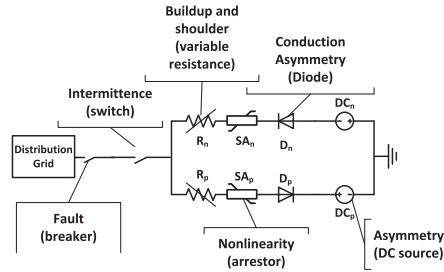 Buildup and
shoulder
(variable
resistance)
Conduction
Asymmetry
(Diode)
Intermittence
(switch)
DCn
Rn
SAn
Dn
Distribution
Grid
Rp
SAp
Dp
DCp
Fault
(breaker)
Nonlinearity
(arrestor)
Asymmetry
(DC source)